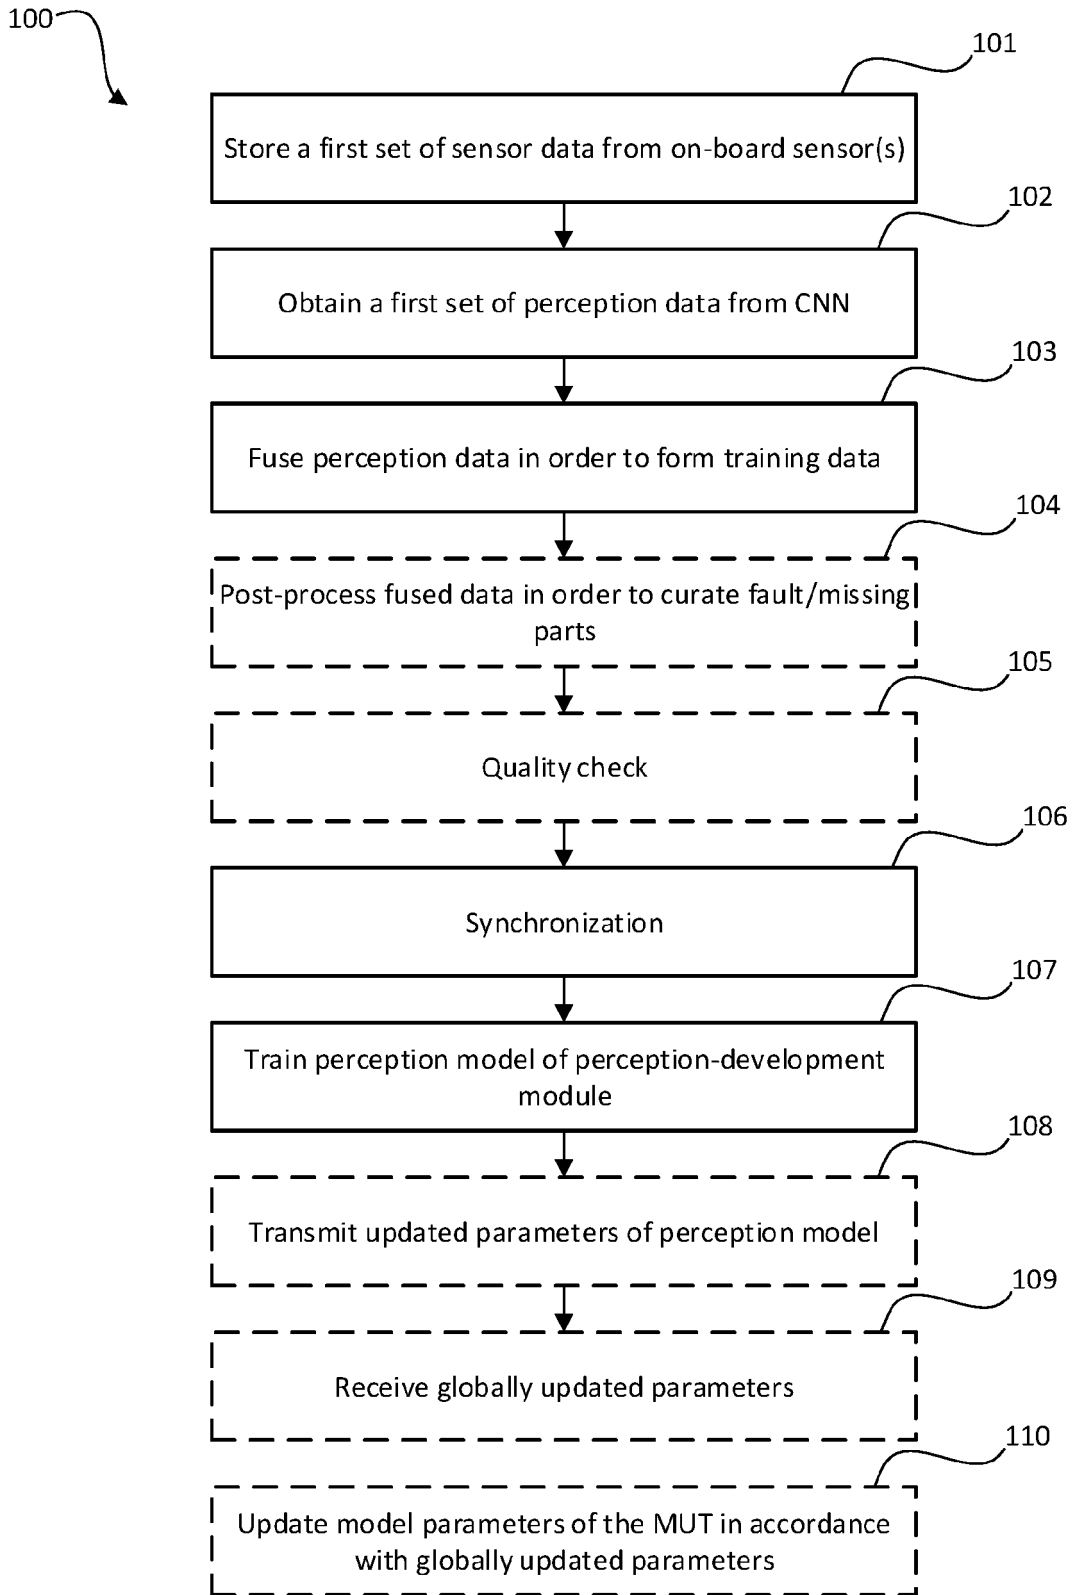 100
101
Store a first set of sensor data from on-board sensor(s)
102
Obtain a first set of perception data from CNN
103
Fuse perception data in order to form training data
104
Post-process fused data in order to curate fault/missing
parts
105
Quality check
106
Synchronization
107
Train perception model of perception-development
module
108
Transmit updated parameters of perception model
109
Receive globally updated parameters
110
Update model parameters of the MUT in accordance
with globally updated parameters